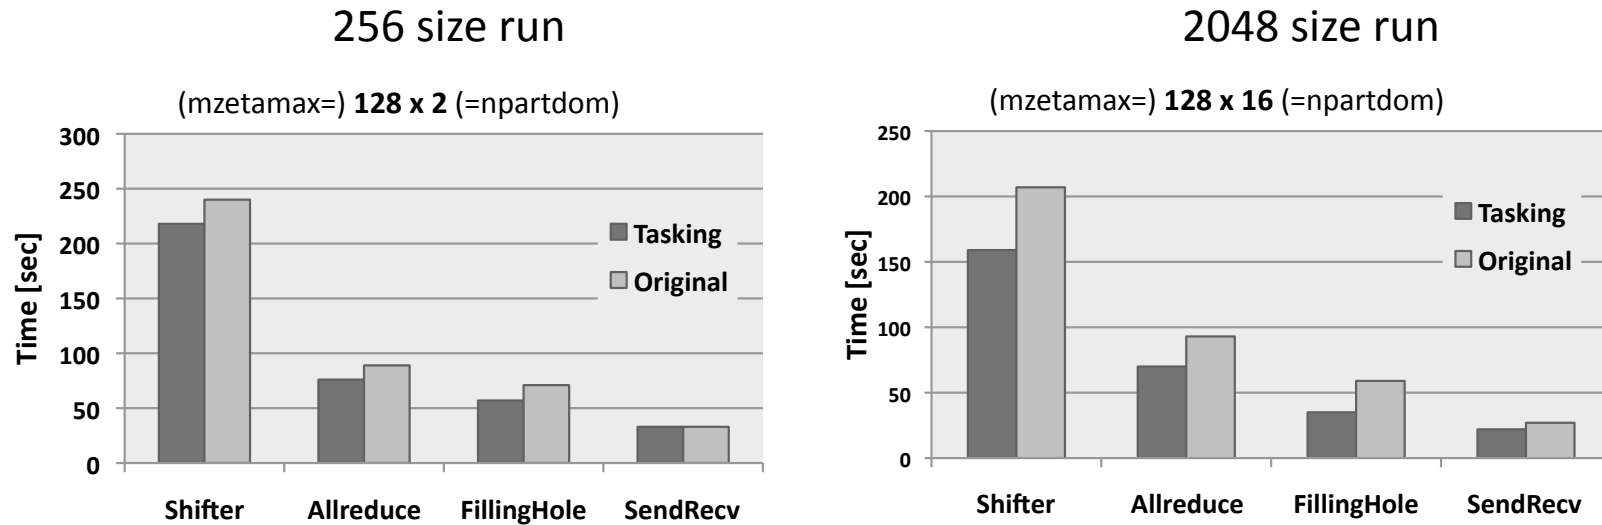 256 size run
(mzetamax=) 128 x 2 (=npartdom)
300
250
200
150
100
50
0
Time [sec]
Tasking
Original
Shifter Allreduce FillingHole SendRecv
2048 size run
(mzetamax=) 128 x 16 (=npartdom)
250
200
150
100
50
0
Time [sec]
Tasking
Original
Shifter Allreduce FillingHole SendRecv